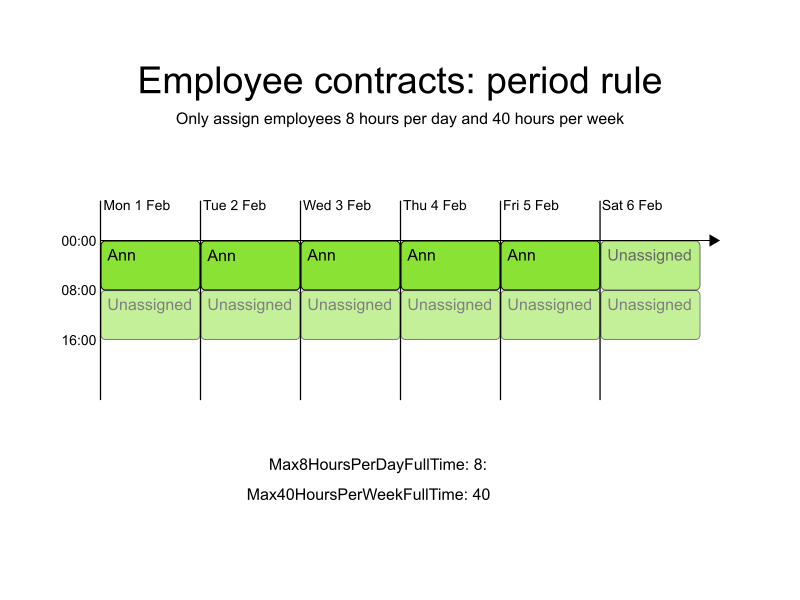 Employee contracts: period rule
Only assign employees 8 hours per day and 40 hours per week
Mon 1 Feb Tue 2 Feb Wed 3 Feb Thu 4 Feb Fri 5 Feb Sat 6 Feb
00:00
Ann Ann Ann Ann Ann Unassigned
08:00
Unassigned Unassigned Unassigned Unassigned Unassigned Unassigned
16:00
Max8HoursPerDayFullTime: 8:
Max40HoursPerWeekFullTime: 40